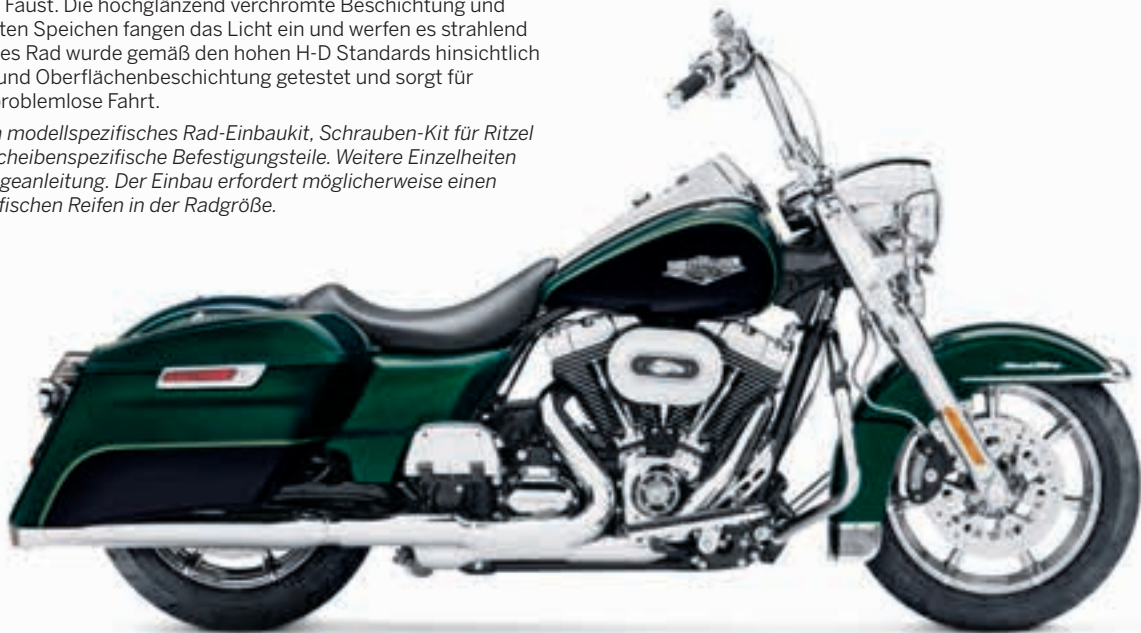 Faust. Die hochglänzend verchromte Beschichtung und
ten Speichen fangen das Licht ein und werfen es strahlend
es Rad wurde gemäß den hohen H-D Standards hinsichtlich
und Oberflächenbeschichtung getestet und sorgt für
problemlose Fahrt.
modellspezifisches Rad-Einbaukit, Schrauben-Kit für Ritzel
cheibenspezifische Befestigungsteile. Weitere Einzelheiten
geanleitung. Der Einbau erfordert möglicherweise einen
fischen Reifen in der Radgröße.